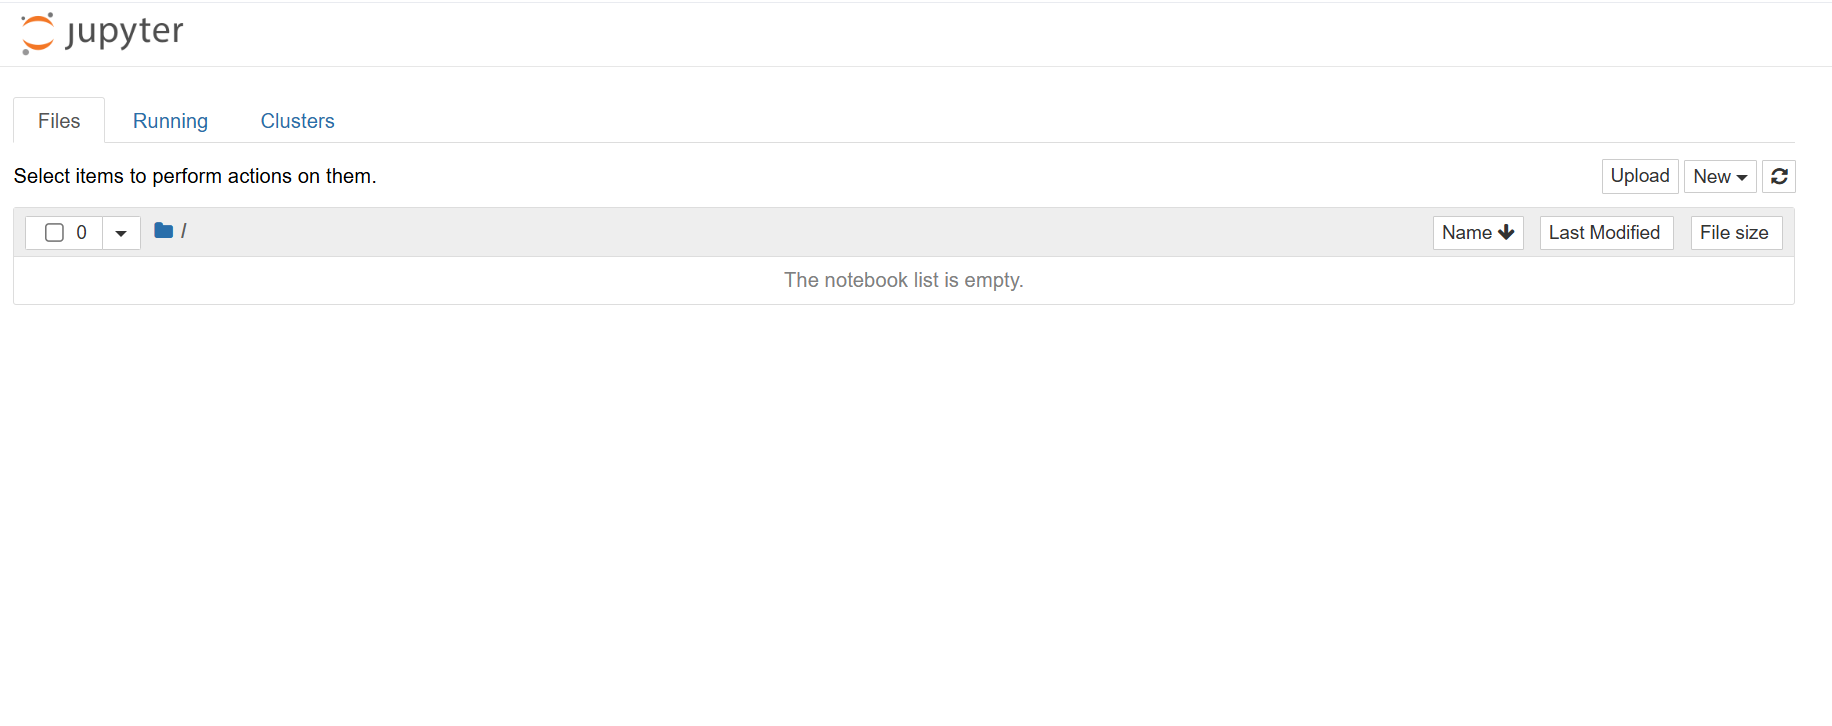 jupyter
Files Running Clusters
Select items to perform actions on them. Upload New
0 / Name Last Modified File size
The notebook list is empty.